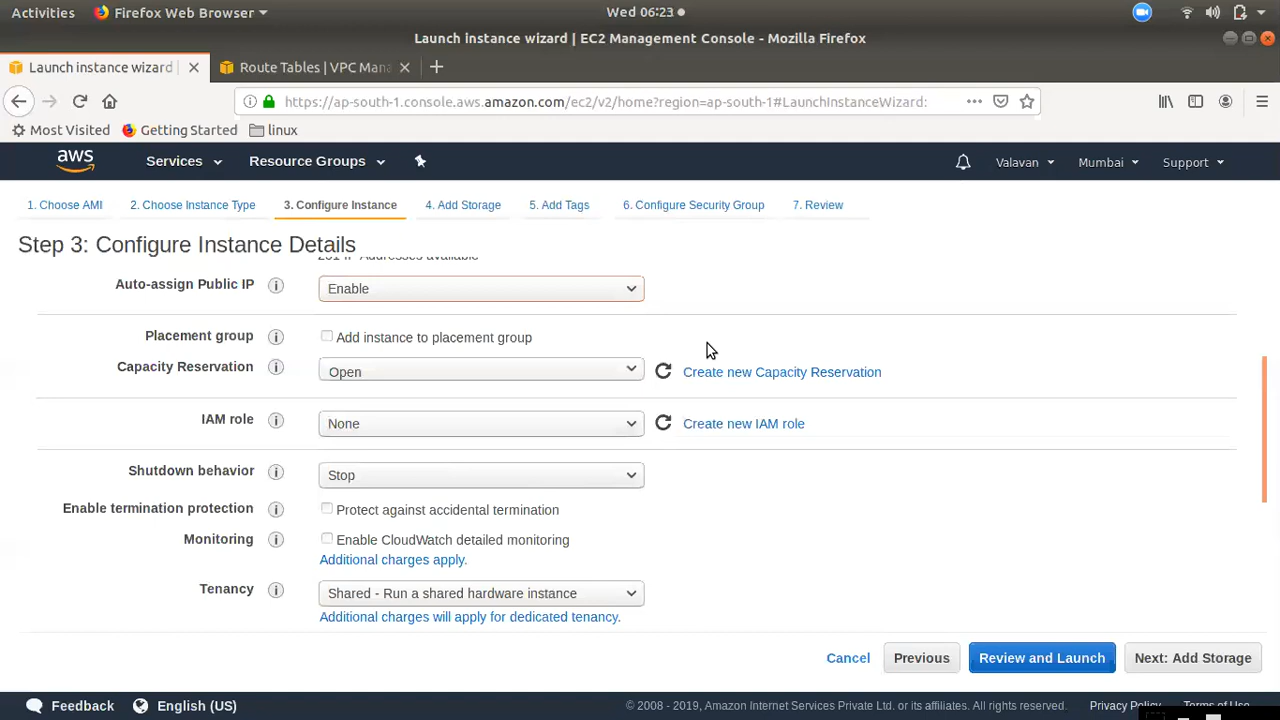 Activities Firefox Web Browser Wed 06:23
Launch instance wizard | EC2 Management Console - Mozilla Firefox
Launch instance wizard Route Tables | VPC Mana
https://ap-south-1.console.aws.amazon.com/ec2/v2/home?region=ap-south-1#LaunchInstanceWizard:
Most Visited Getting Started linux
aws Services Resource Groups Valavan Mumbai Support
1. Choose AMI 2. Choose Instance Type 3. Configure Instance 4. Add Storage 5. Add Tags 6. Configure Security Group 7. Review
Step 3: Configure Instance Details
251 IP Addresses available
Auto-assign Public IP Enable
Placement group Add instance to placement group
Capacity Reservation Open Create new Capacity Reservation
IAM role None Create new IAM role
Shutdown behavior Stop
Enable termination protection Protect against accidental termination
Monitoring Enable CloudWatch detailed monitoring
Additional charges apply.
Tenancy Shared - Run a shared hardware instance
Additional charges will apply for dedicated tenancy.
Cancel Previous Review and Launch Next: Add Storage
Feedback English (US) © 2008 - 2019, Amazon Internet Services Private Ltd. or its affiliates. All rights reserved. Privacy Policy Terms of Use